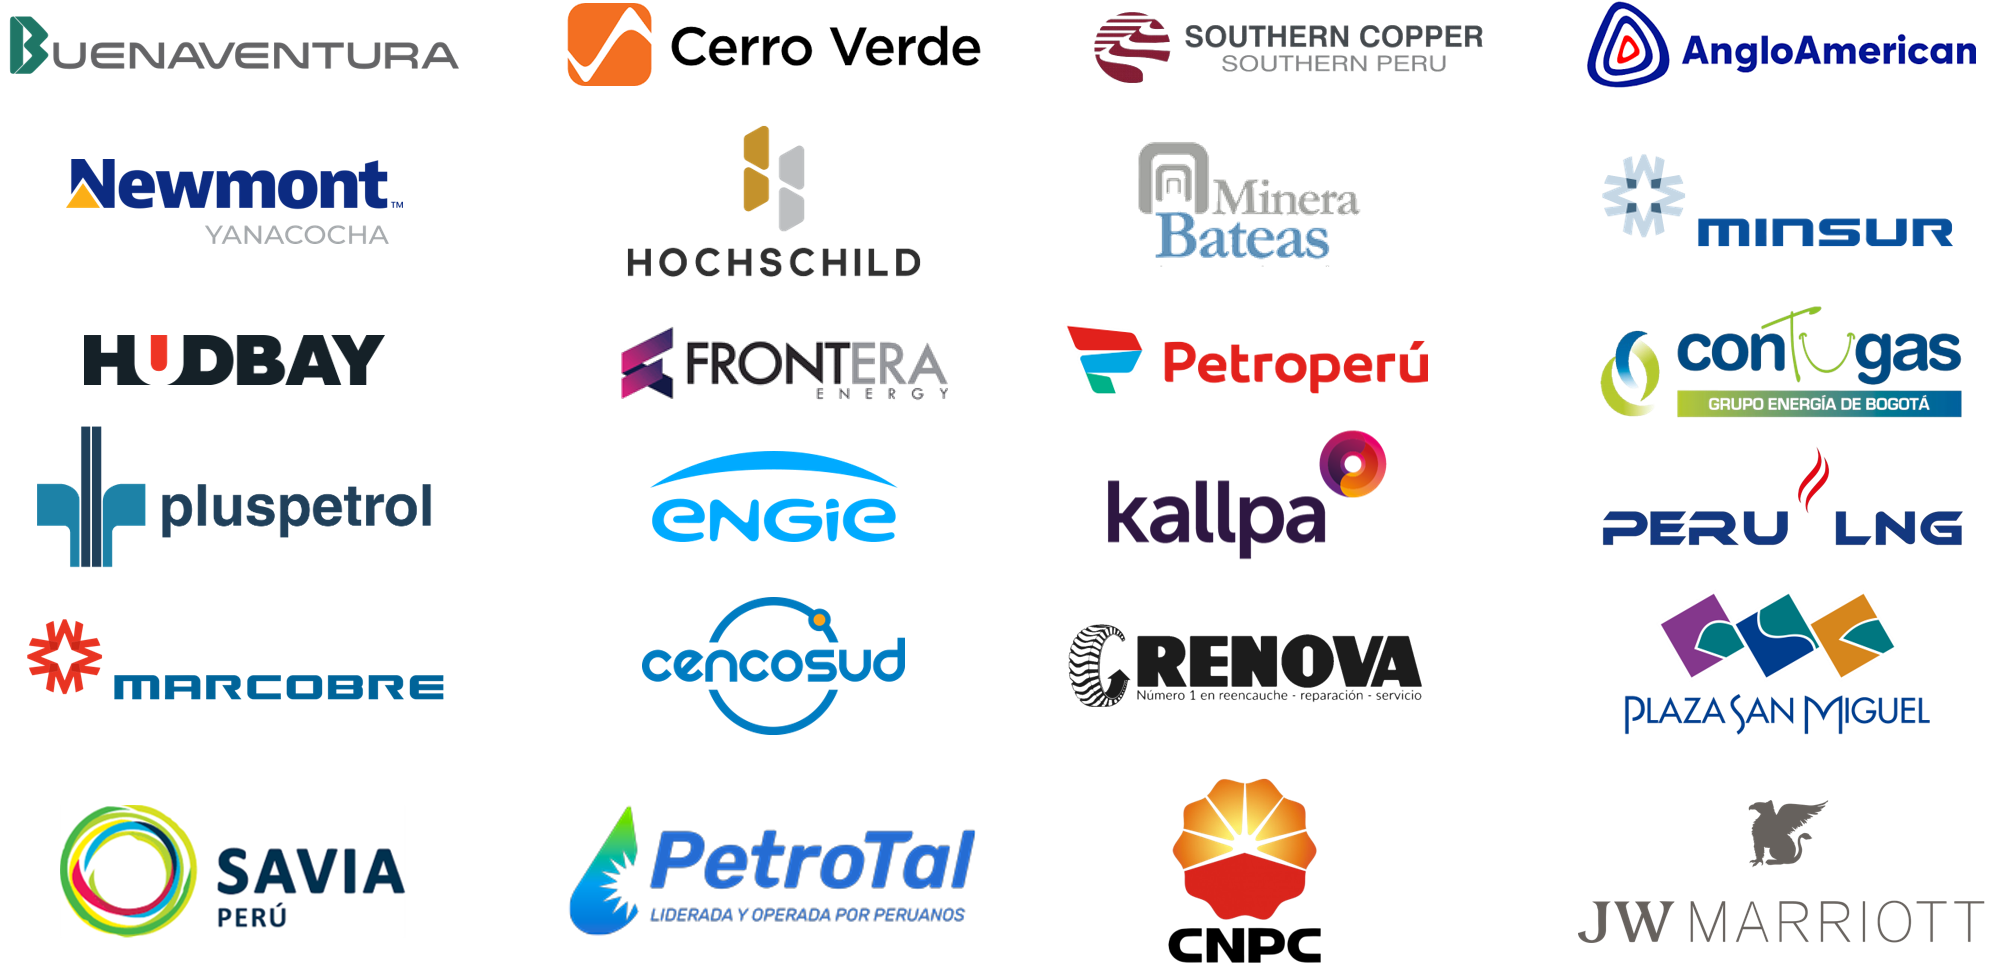 BUENAVENTURA
Cerro Verde
SOUTHERN COPPER
SOUTHERN PERU
AngloAmerican
Newmont™
YANACOCHA
HOCHSCHILD
Minera
Bateas
MINSUR
HUDBAY
FRONTERA
ENERGY
Petroperú
conTugas
GRUPO ENERGÍA DE BOGOTÁ
pluspetrol
eNGie
kallpa
PERU LNG
MARCOBRE
cencosud
RENOVA
Número 1 en reencauche - reparación - servicio
PLAZA SAN MIGUEL
SAVIA
PERÚ
PetroTal
LIDERADA Y OPERADA POR PERUANOS
CNPC
JW MARRIOTT